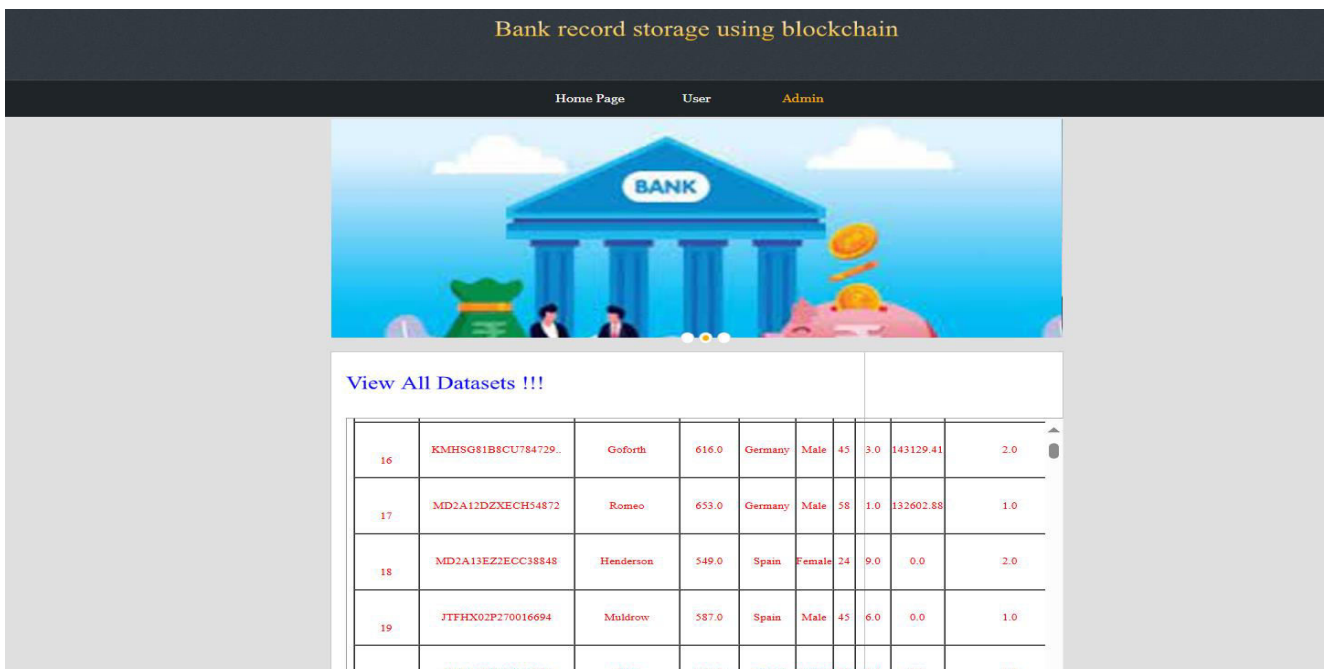 Bank record storage using blockchain
Home Page User Admin
BANK
View All Datasets !!!
16 KMHSG81B8CU784729.. Goforth 616.0 Germany Male 45 3.0 143129.41 2.0
17 MD2A12DZXECH54872 Romeo 653.0 Germany Male 58 1.0 132602.88 1.0
18 MD2A13EZ2ECC38848 Henderson 549.0 Spain Female 24 9.0 0.0 2.0
19 JTFHX02P270016694 Muldrow 587.0 Spain Male 45 6.0 0.0 1.0